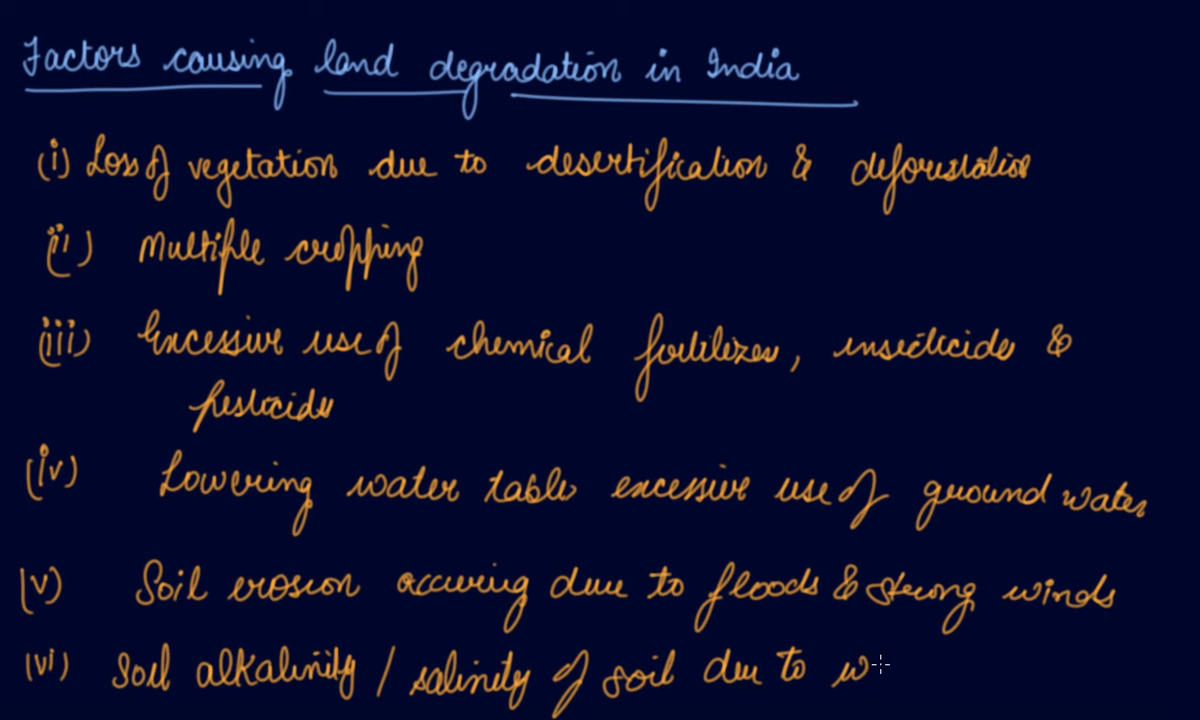 Factors causing land degradation in India
(i) Loss of vegetation due to desertification & deforestation
(ii) Multiple cropping
(iii) Excessive use of chemical fertilizers, insecticide &
pesticide
(iv) Lowering water table excessive use of ground water
(v) Soil erosion occuring due to floods & strong winds
(vi) Soil alkalinity / salinity of soil due to w